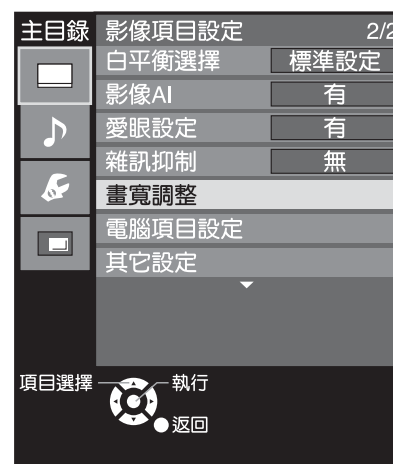 主目錄 影像項目設定 2/2
白平衡選擇 標準設定
影像AI 有
愛眼設定 有
雜訊抑制 無
畫寬調整
電腦項目設定
其它設定
項目選擇 執行
返回